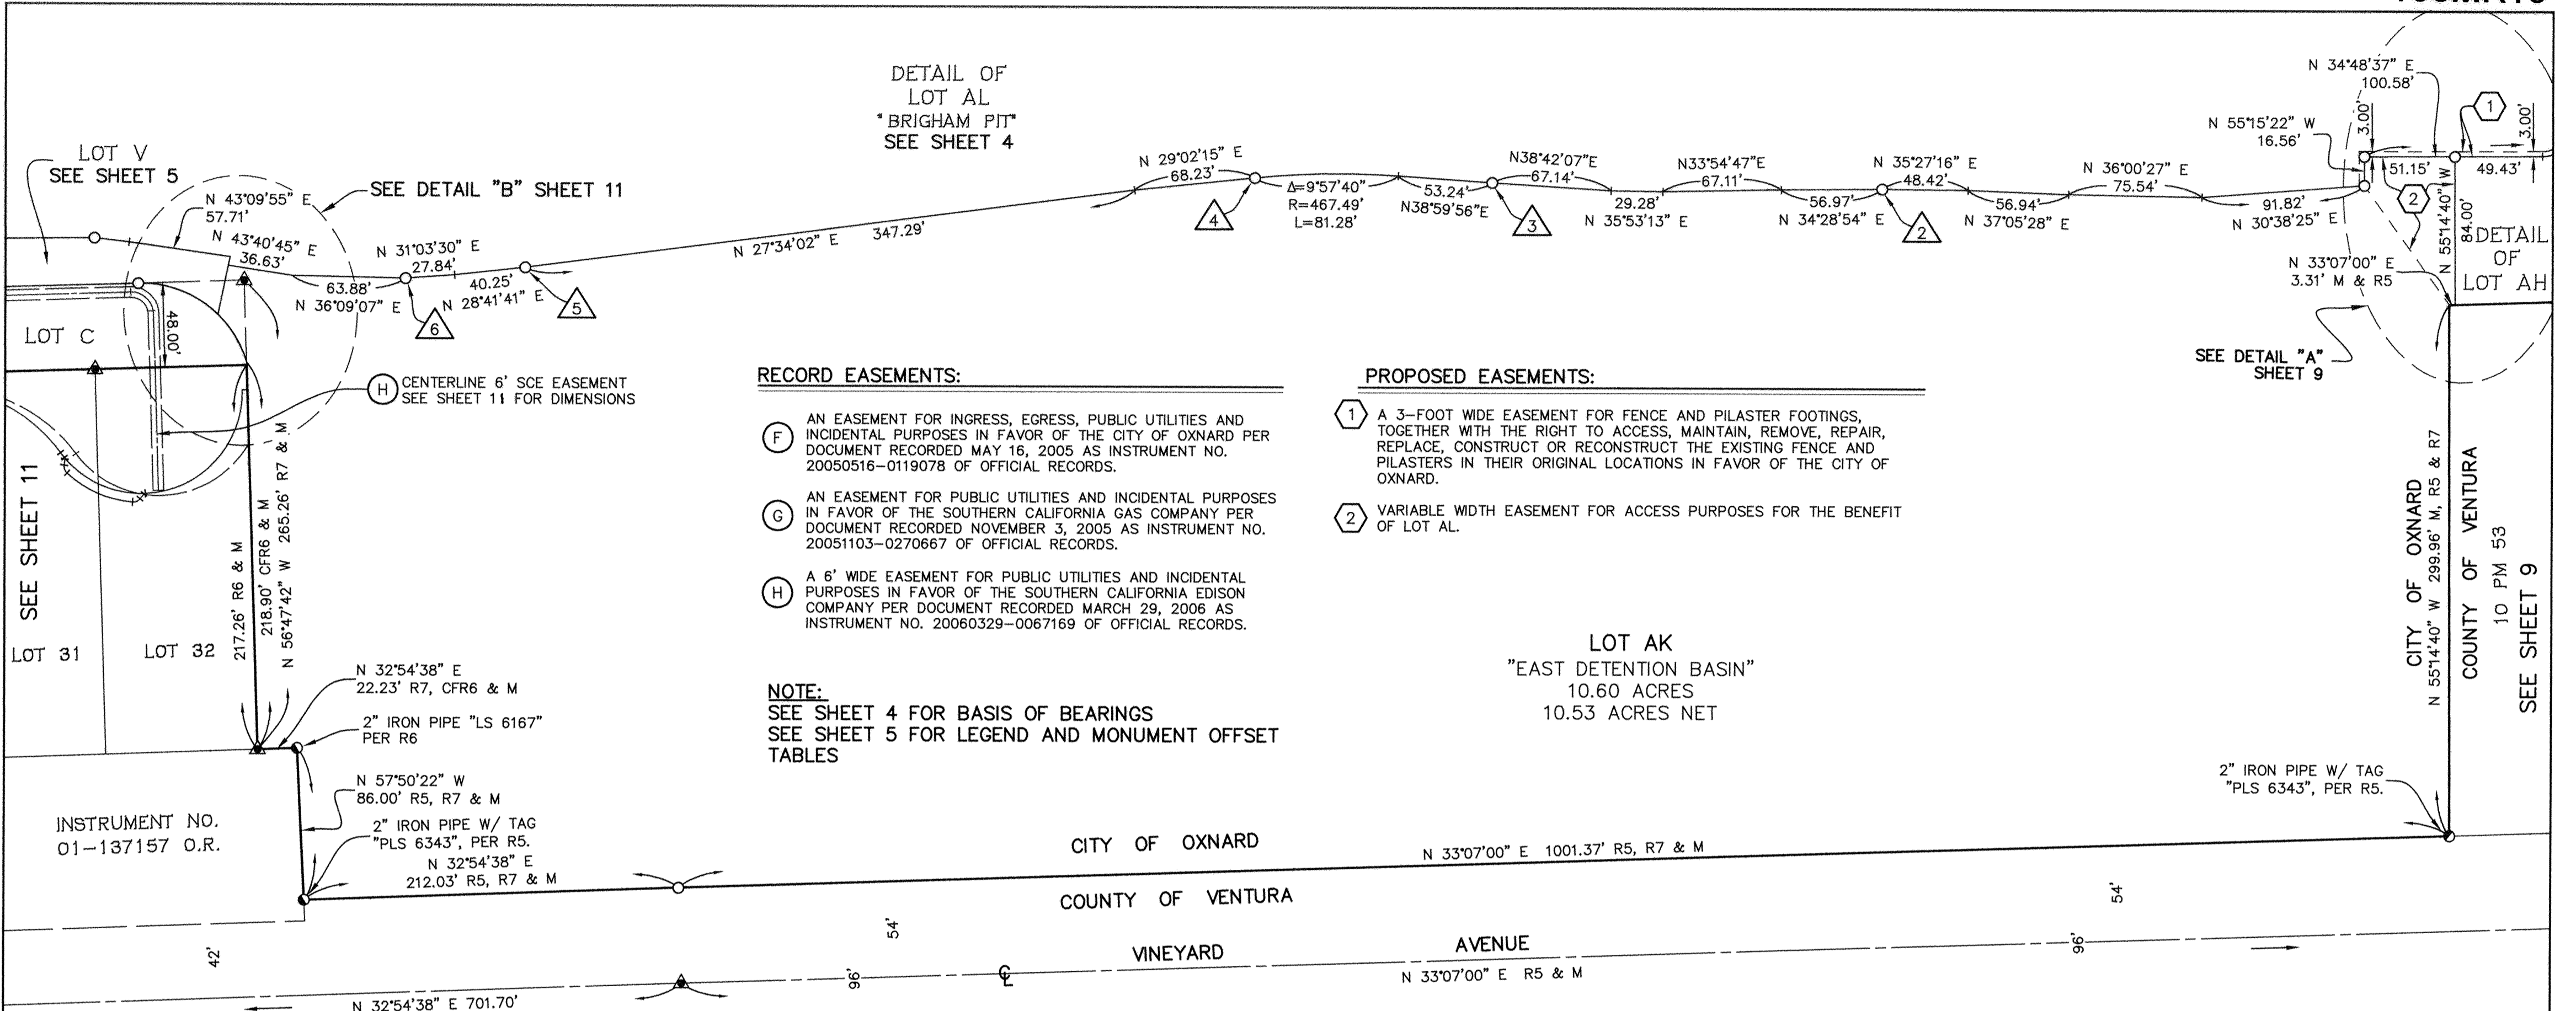 DETAIL OF
LOT AL
"BRIGHAM PIT"
SEE SHEET 4
LOT V
SEE SHEET 5
SEE DETAIL "B" SHEET 11
N 43°09'55" E
57.71'
N 43°40'45" E
36.63'
63.88'
N 36°09'07" E
N 31°03'30" E
27.84'
40.25'
N 28°41'41" E
6
5
N 27°34'02" E 347.29'
N 29°02'15" E
68.23'
4
Δ=9°57'40"
R=467.49'
L=81.28'
53.24'
N38°59'56"E
3
N38°42'07"E
67.14'
29.28'
N 35°53'13" E
N33°54'47"E
67.11'
56.97'
N 34°28'54" E
2
N 35°27'16" E
48.42'
56.94'
N 37°05'28" E
N 36°00'27" E
75.54'
91.82'
N 30°38'25" E
N 34°48'37" E
100.58'
1
N 55°15'22" W
16.56'
3.00'
3.00'
51.15'
49.43'
2
N 55°14'40" W
84.00'
DETAIL
OF
LOT AH
N 33°07'00" E
3.31' M & R5
SEE DETAIL "A"
SHEET 9
LOT C
48.00'
H
CENTERLINE 6' SCE EASEMENT
SEE SHEET 11 FOR DIMENSIONS
SEE SHEET 11
LOT 31
LOT 32
217.26' R6 & M
218.90' CFR6 & M
N 56°47'42" W 265.26' R7 & M
RECORD EASEMENTS:
F
AN EASEMENT FOR INGRESS, EGRESS, PUBLIC UTILITIES AND
INCIDENTAL PURPOSES IN FAVOR OF THE CITY OF OXNARD PER
DOCUMENT RECORDED MAY 16, 2005 AS INSTRUMENT NO.
20050516-0119078 OF OFFICIAL RECORDS.
G
AN EASEMENT FOR PUBLIC UTILITIES AND INCIDENTAL PURPOSES
IN FAVOR OF THE SOUTHERN CALIFORNIA GAS COMPANY PER
DOCUMENT RECORDED NOVEMBER 3, 2005 AS INSTRUMENT NO.
20051103-0270667 OF OFFICIAL RECORDS.
H
A 6' WIDE EASEMENT FOR PUBLIC UTILITIES AND INCIDENTAL
PURPOSES IN FAVOR OF THE SOUTHERN CALIFORNIA EDISON
COMPANY PER DOCUMENT RECORDED MARCH 29, 2006 AS
INSTRUMENT NO. 20060329-0067169 OF OFFICIAL RECORDS.
PROPOSED EASEMENTS:
1
A 3-FOOT WIDE EASEMENT FOR FENCE AND PILASTER FOOTINGS,
TOGETHER WITH THE RIGHT TO ACCESS, MAINTAIN, REMOVE, REPAIR,
REPLACE, CONSTRUCT OR RECONSTRUCT THE EXISTING FENCE AND
PILASTERS IN THEIR ORIGINAL LOCATIONS IN FAVOR OF THE CITY OF
OXNARD.
2
VARIABLE WIDTH EASEMENT FOR ACCESS PURPOSES FOR THE BENEFIT
OF LOT AL.
NOTE:
SEE SHEET 4 FOR BASIS OF BEARINGS
SEE SHEET 5 FOR LEGEND AND MONUMENT OFFSET
TABLES
LOT AK
"EAST DETENTION BASIN"
10.60 ACRES
10.53 ACRES NET
CITY OF OXNARD
N 55°14'40" W 299.96' M, R5 & R7
COUNTY OF VENTURA
10 PM 53
SEE SHEET 9
N 32°54'38" E
22.23' R7, CFR6 & M
2" IRON PIPE "LS 6167"
PER R6
N 57°50'22" W
86.00' R5, R7 & M
2" IRON PIPE W/ TAG
"PLS 6343", PER R5.
N 32°54'38" E
212.03' R5, R7 & M
INSTRUMENT NO.
01-137157 O.R.
2" IRON PIPE W/ TAG
"PLS 6343", PER R5.
CITY OF OXNARD
N 33°07'00" E 1001.37' R5, R7 & M
COUNTY OF VENTURA
42'
54'
54'
96'
96'
VINEYARD AVENUE
N 33°07'00" E R5 & M
N 32°54'38" E 701.70'